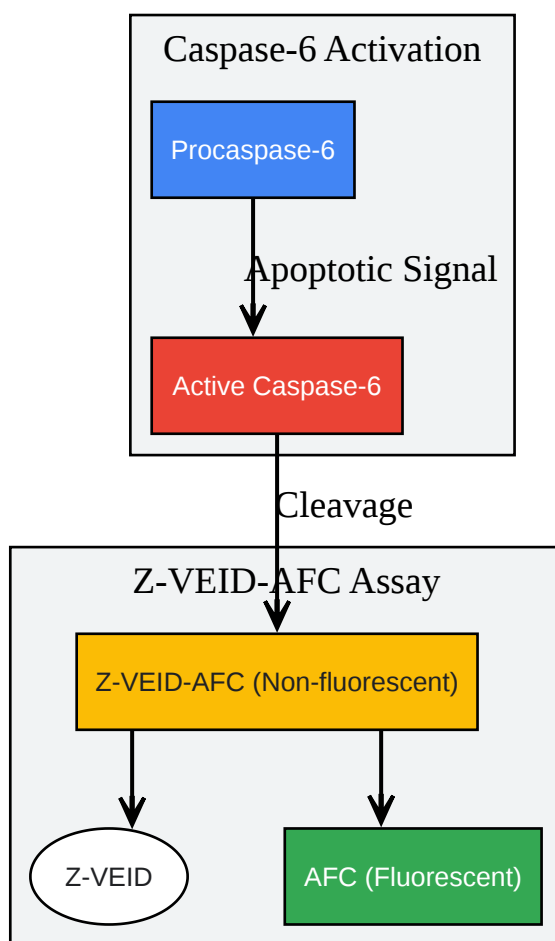 Caspase-6 Activation
Procaspase-6
Apoptotic Signal
Active Caspase-6
Cleavage
Z-VEID-AFC Assay
Z-VEID-AFC (Non-fluorescent)
Z-VEID
AFC (Fluorescent)